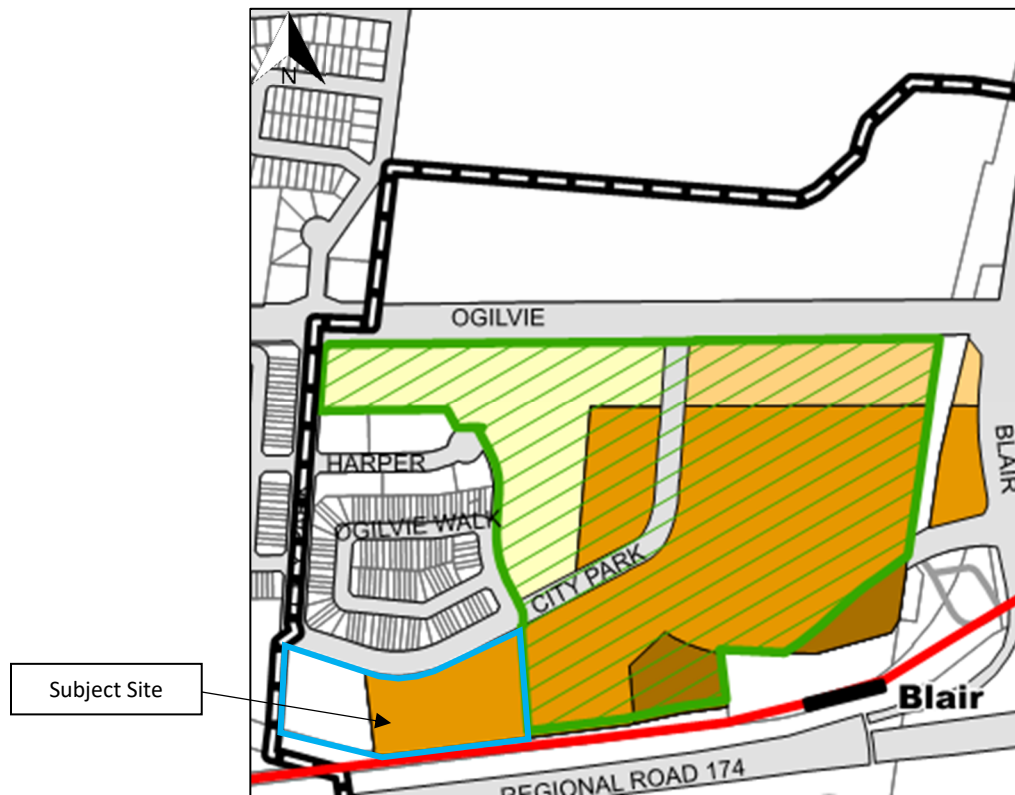 N
OGILVIE
BLAIR
HARPER
OGILVIE WALK
CITY PARK
Subject Site
Blair
REGIONAL ROAD 174